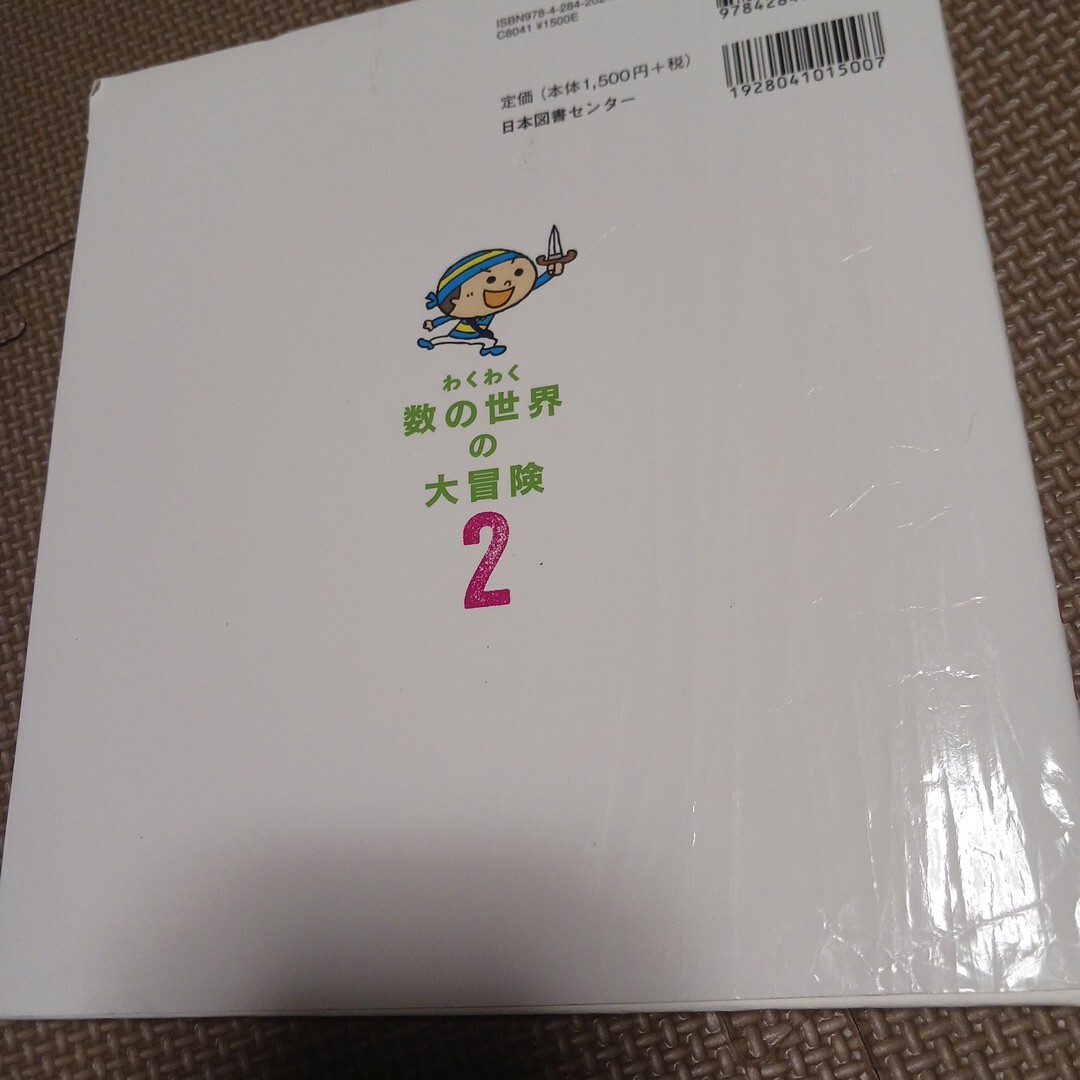 ISBN978-4-284-202
C8041 ¥1500E
定価（本体1,500円＋税）
日本図書センター
978428
1928041015007
わくわく
数の世界
の
大冒険
2